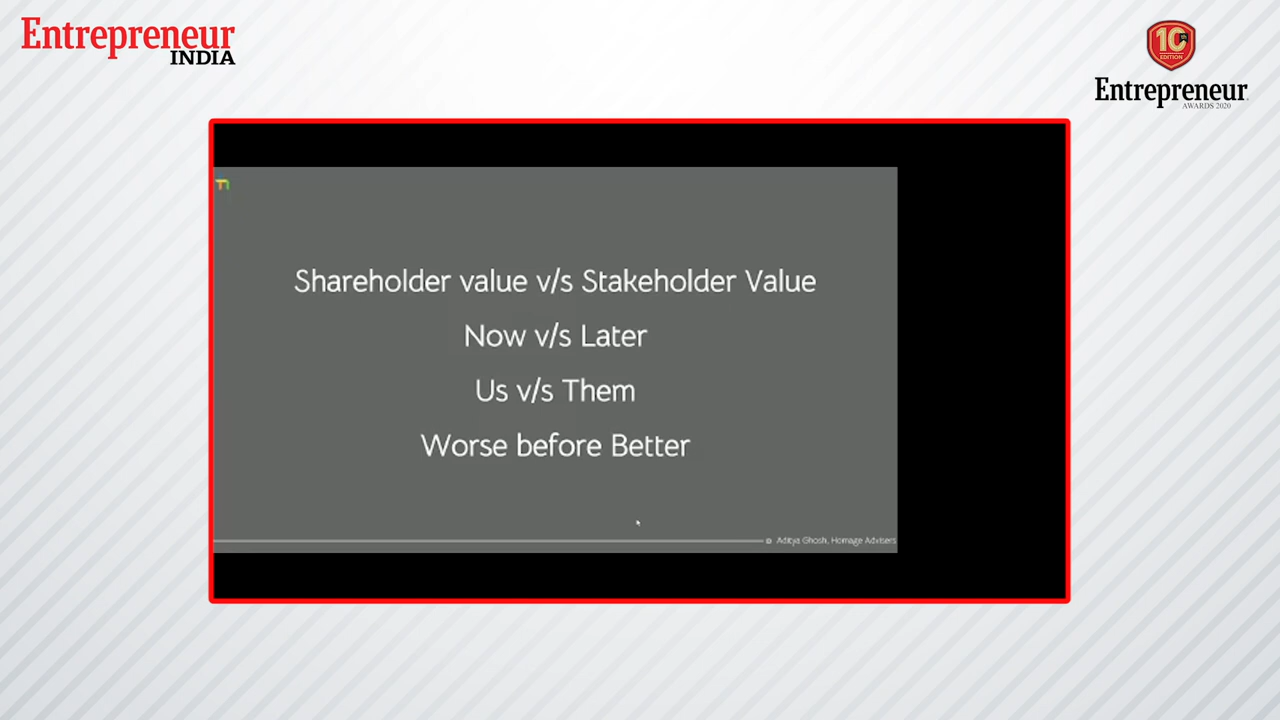 Entrepreneur
INDIA
10
EDITION
Entrepreneur
AWARDS 2020
Shareholder value v/s Stakeholder Value
Now v/s Later
Us v/s Them
Worse before Better
Aditya Ghosh, Homage Advisers